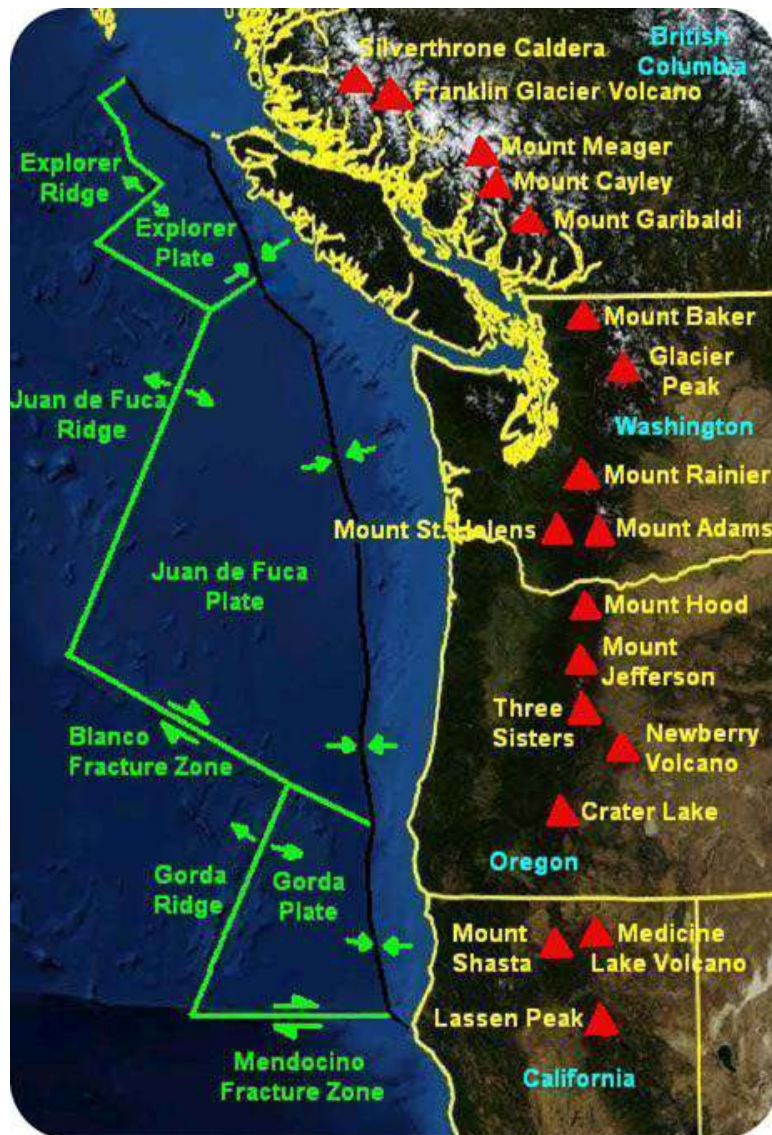 Silverthrone Caldera
British
Columbia
Franklin Glacier Volcano
Mount Meager
Explorer
Ridge
Mount Cayley
Explorer
Plate
Mount Garibaldi
Mount Baker
Glacier
Peak
Juan de Fuca
Ridge
Washington
Mount Rainier
Mount St. Helens
Mount Adams
Juan de Fuca
Plate
Mount Hood
Mount
Jefferson
Three
Sisters
Newberry
Volcano
Blanco
Fracture Zone
Crater Lake
Oregon
Gorda
Ridge
Gorda
Plate
Mount
Shasta
Medicine
Lake Volcano
Lassen Peak
Mendocino
Fracture Zone
California